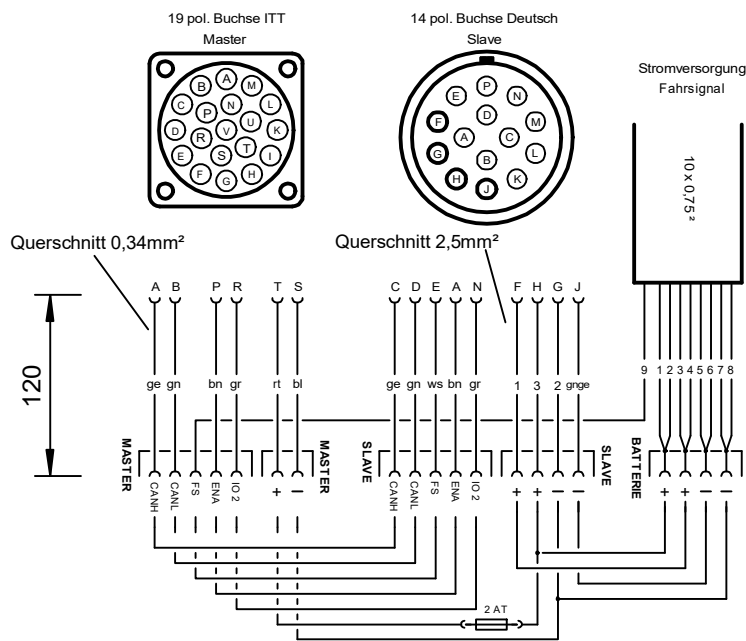 19 pol. Buchse ITT
Master
14 pol. Buchse Deutsch
Slave
Stromversorgung
Fahrsignal
A
B
M
C
P
N
L
D
R
V
U
K
E
S
T
I
F
G
H
P
E
N
D
F
M
A
C
G
L
B
H
K
J
10 x 0,75 ²
Querschnitt 0,34mm²
Querschnitt 2,5mm²
A B P R T S C D E A N F H G J
120
ge gn bn gr rt bl ge gn ws bn gr 1 3 2 gnge 9 1 2 3 4 5 6 7 8
MASTER
MASTER
SLAVE
SLAVE
BATTERIE
CANH CANL FS ENA IO 2 + – CANH CANL FS ENA IO 2 + + – – + + – –
2 AT